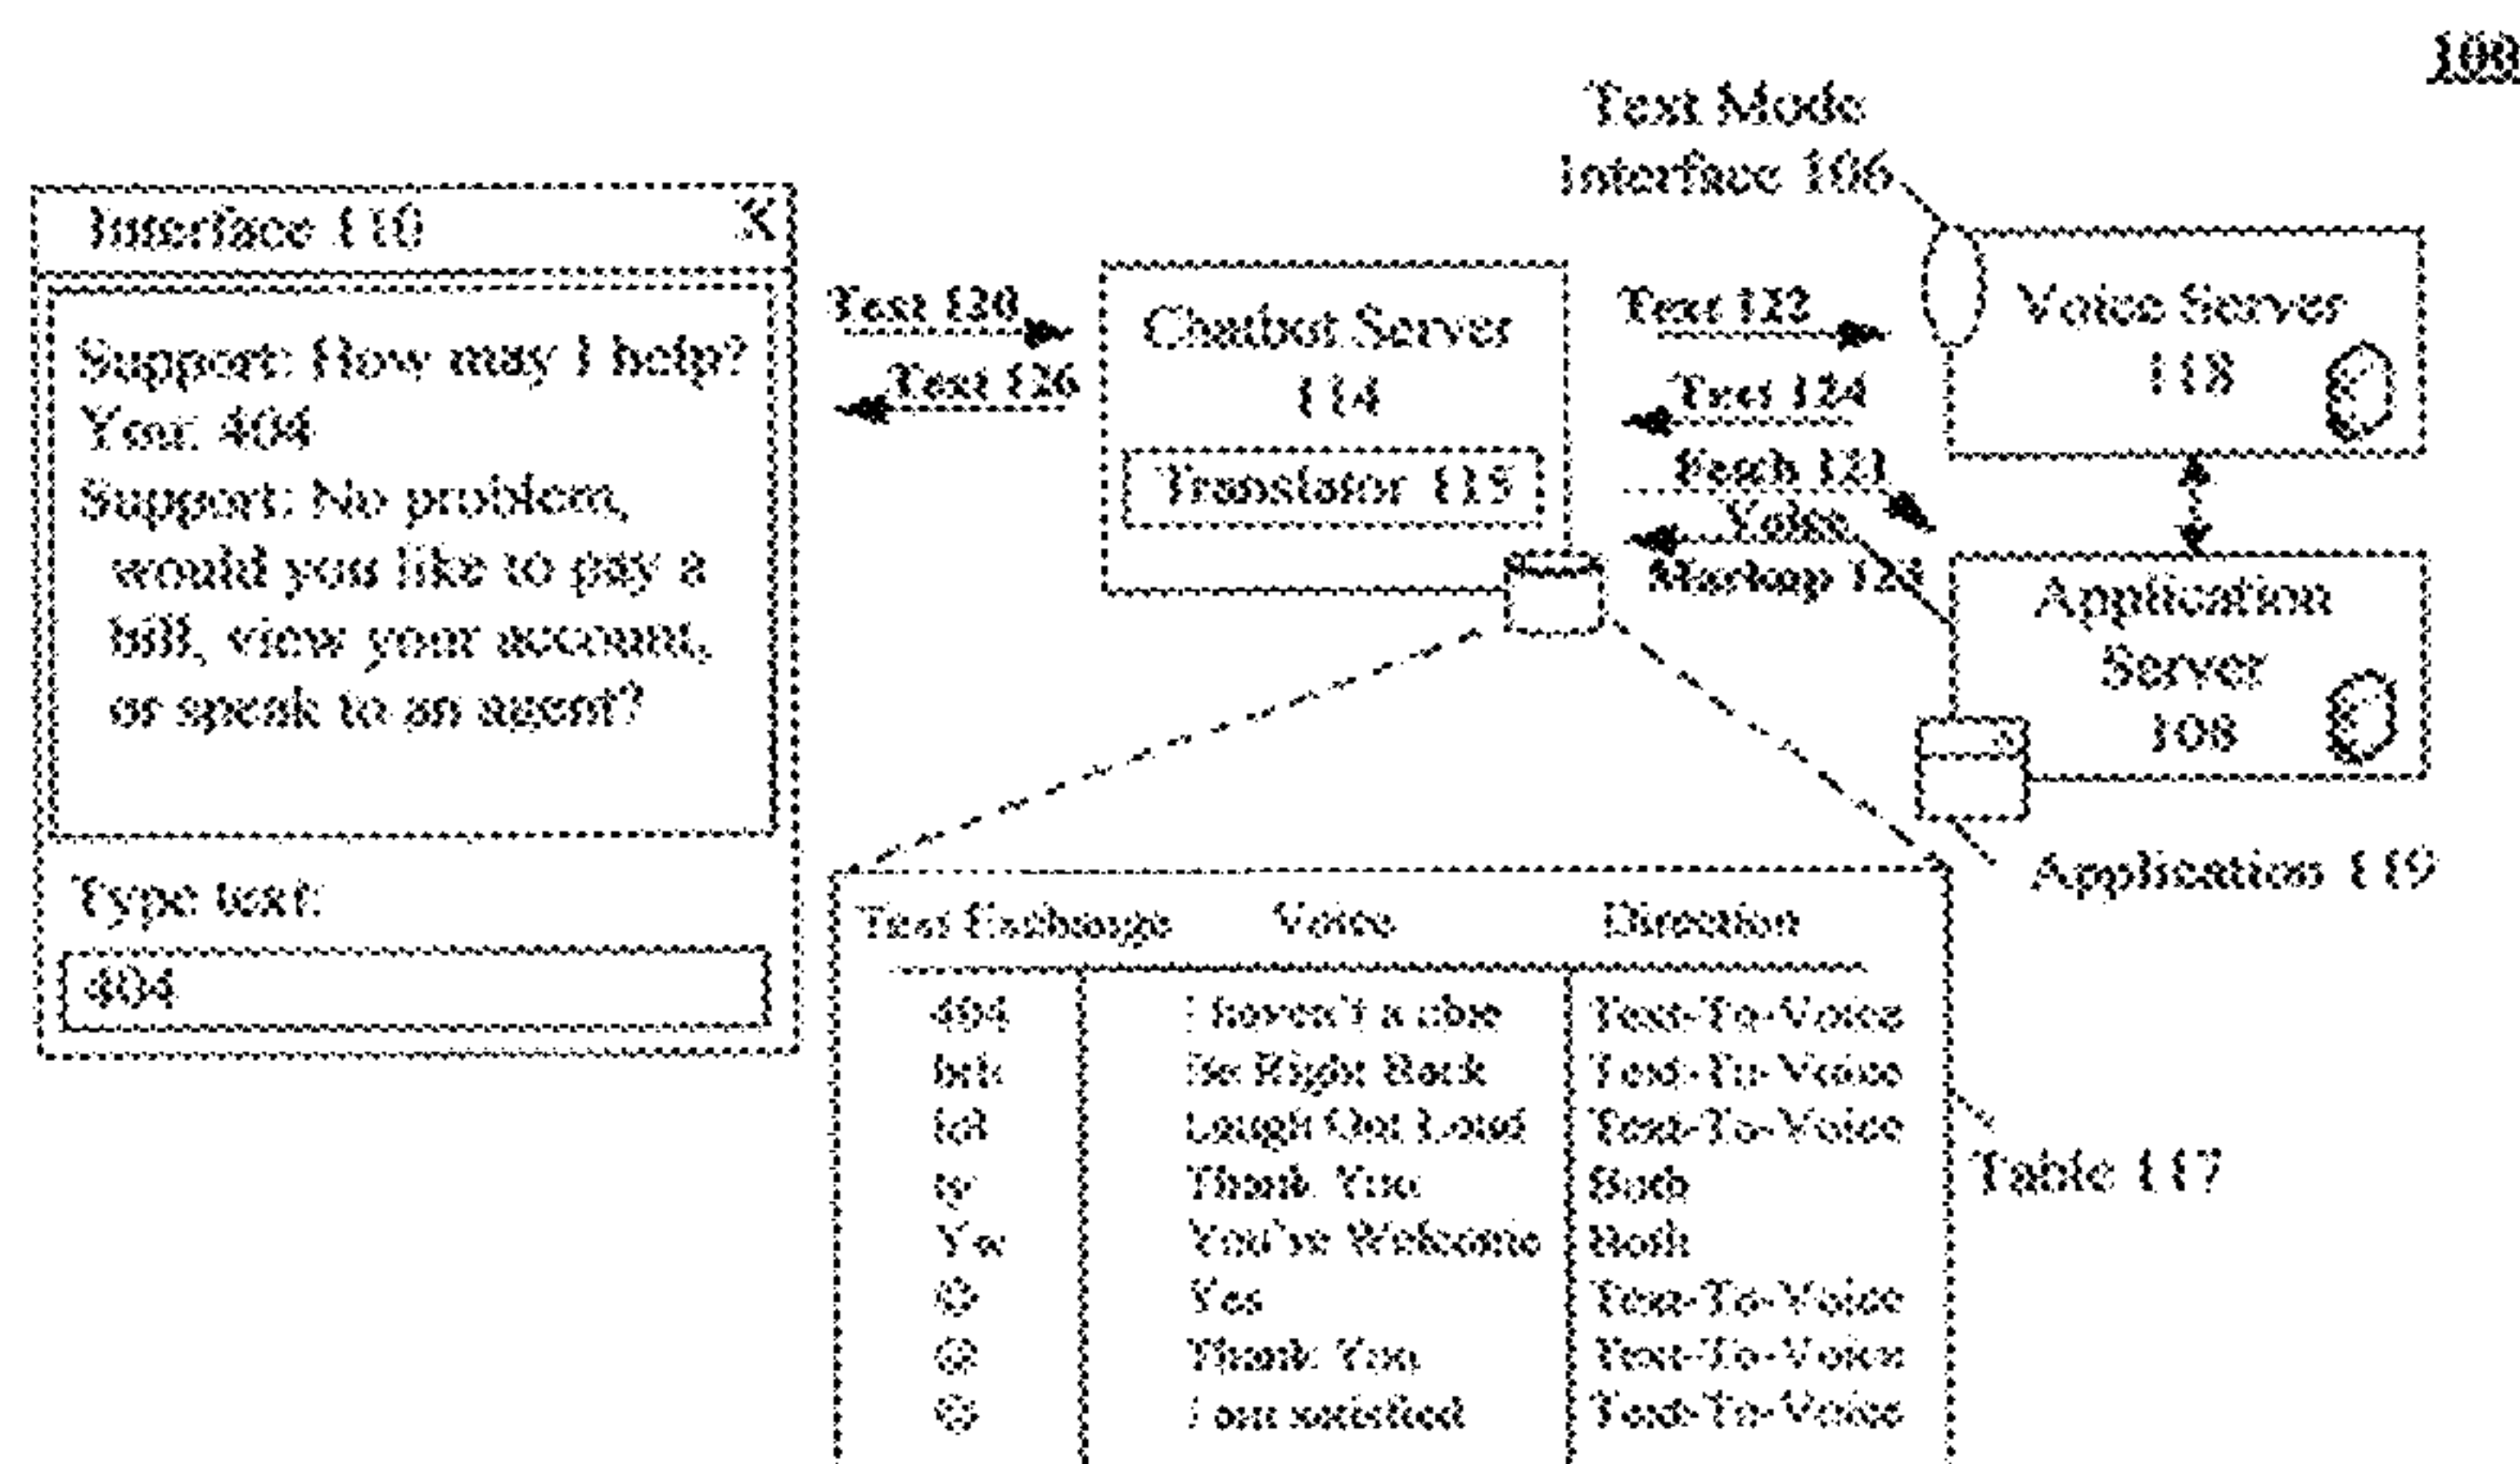 Text Mode
Interface 106
Interface 110 X
Support: How may I help?
You: 404
Support: No problem,
would you like to pay a
bill, view your account,
or speak to an agent?
Type text:
404
Text 120
Text 126
Chatbot Server
114
Translator 115
Text 122
Text 124
Fetch 121
Voice
Markup 123
Voice Server
118
Application
Server
108
Application 119
Text Exchange Voice Direction
404 I haven't a clue Text-To-Voice
brb Be Right Back Text-To-Voice
lol Laugh Out Loud Text-To-Voice
ty Thank You Both
Yw You're Welcome Both
Yes Text-To-Voice
Thank You Text-To-Voice
I am satisfied Text-To-Voice
Table 117